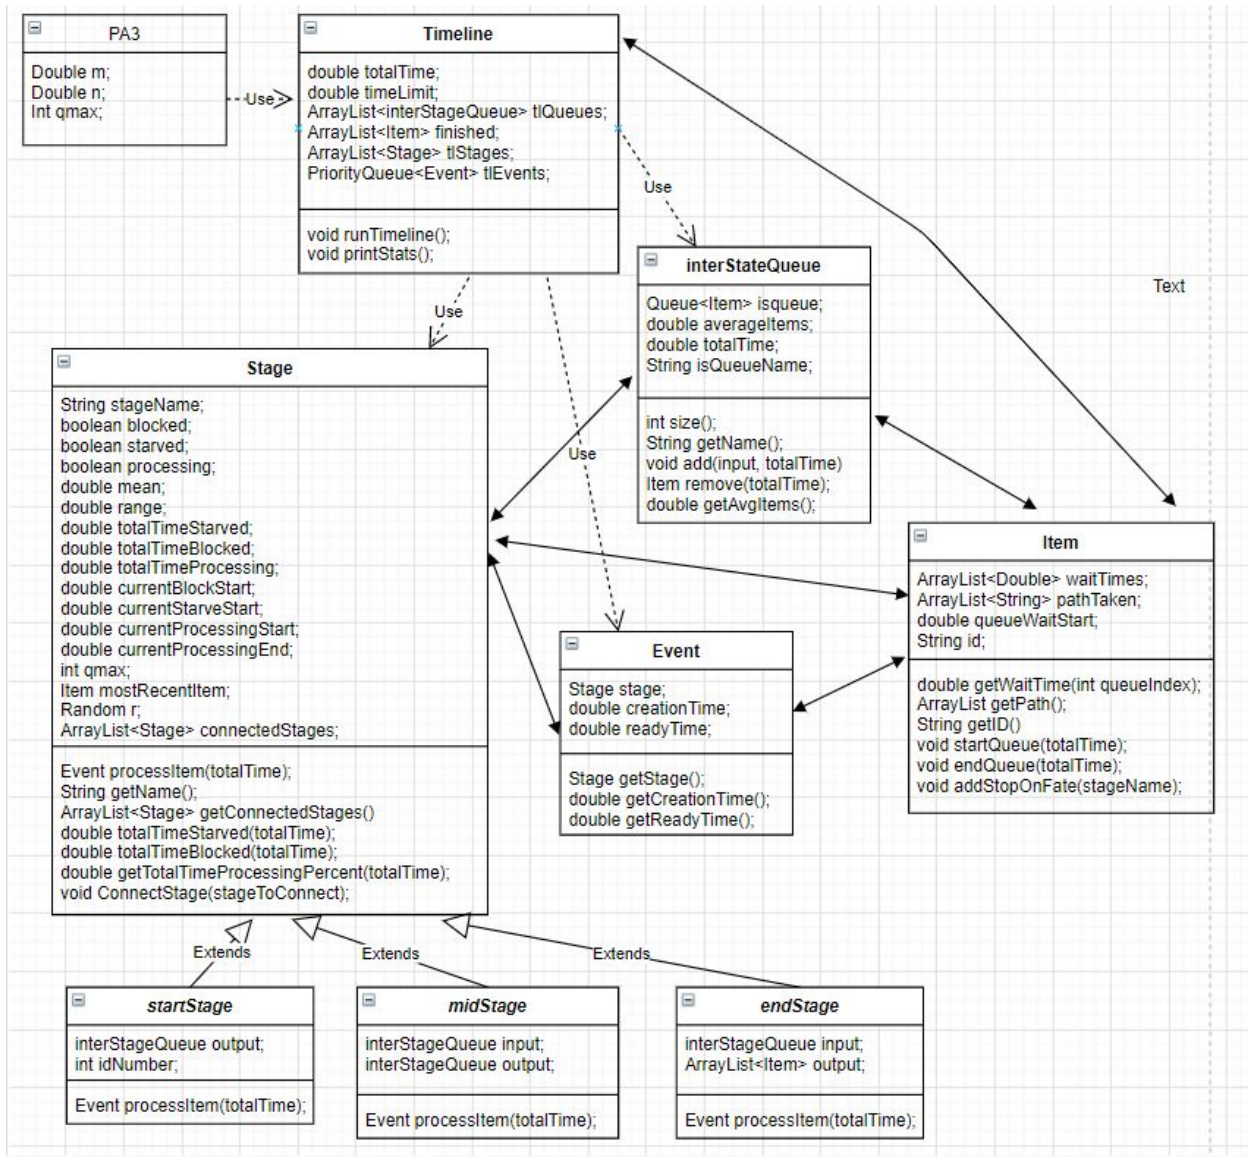 PA3
Double m;
Double n;
Int qmax;
Use
Timeline
double totalTime;
double timeLimit;
ArrayList<interStageQueue> tlQueues;
ArrayList<Item> finished;
ArrayList<Stage> tlStages;
PriorityQueue<Event> tlEvents;
void runTimeline();
void printStats();
Use
Use
Use
interStateQueue
Queue<Item> isqueue;
double averageItems;
double totalTime;
String isQueueName;
int size();
String getName();
void add(input, totalTime)
Item remove(totalTime);
double getAvgItems();
Text
Stage
String stageName;
boolean blocked;
boolean starved;
boolean processing;
double mean;
double range;
double totalTimeStarved;
double totalTimeBlocked;
double totalTimeProcessing;
double currentBlockStart;
double currentStarveStart;
double currentProcessingStart;
double currentProcessingEnd;
int qmax;
Item mostRecentItem;
Random r;
ArrayList<Stage> connectedStages;
Event processItem(totalTime);
String getName();
ArrayList<Stage> getConnectedStages()
double totalTimeStarved(totalTime);
double totalTimeBlocked(totalTime);
double getTotalTimeProcessingPercent(totalTime);
void ConnectStage(stageToConnect);
Event
Stage stage;
double creationTime;
double readyTime;
Stage getStage();
double getCreationTime();
double getReadyTime();
Item
ArrayList<Double> waitTimes;
ArrayList<String> pathTaken;
double queueWaitStart;
String id;
double getWaitTime(int queueIndex);
ArrayList getPath();
String getID()
void startQueue(totalTime);
void endQueue(totalTime);
void addStopOnFate(stageName);
Extends
Extends
Extends
startStage
interStageQueue output;
int idNumber;
Event processItem(totalTime);
midStage
interStageQueue input;
interStageQueue output;
Event processItem(totalTime);
endStage
interStageQueue input;
ArrayList<Item> output;
Event processItem(totalTime);